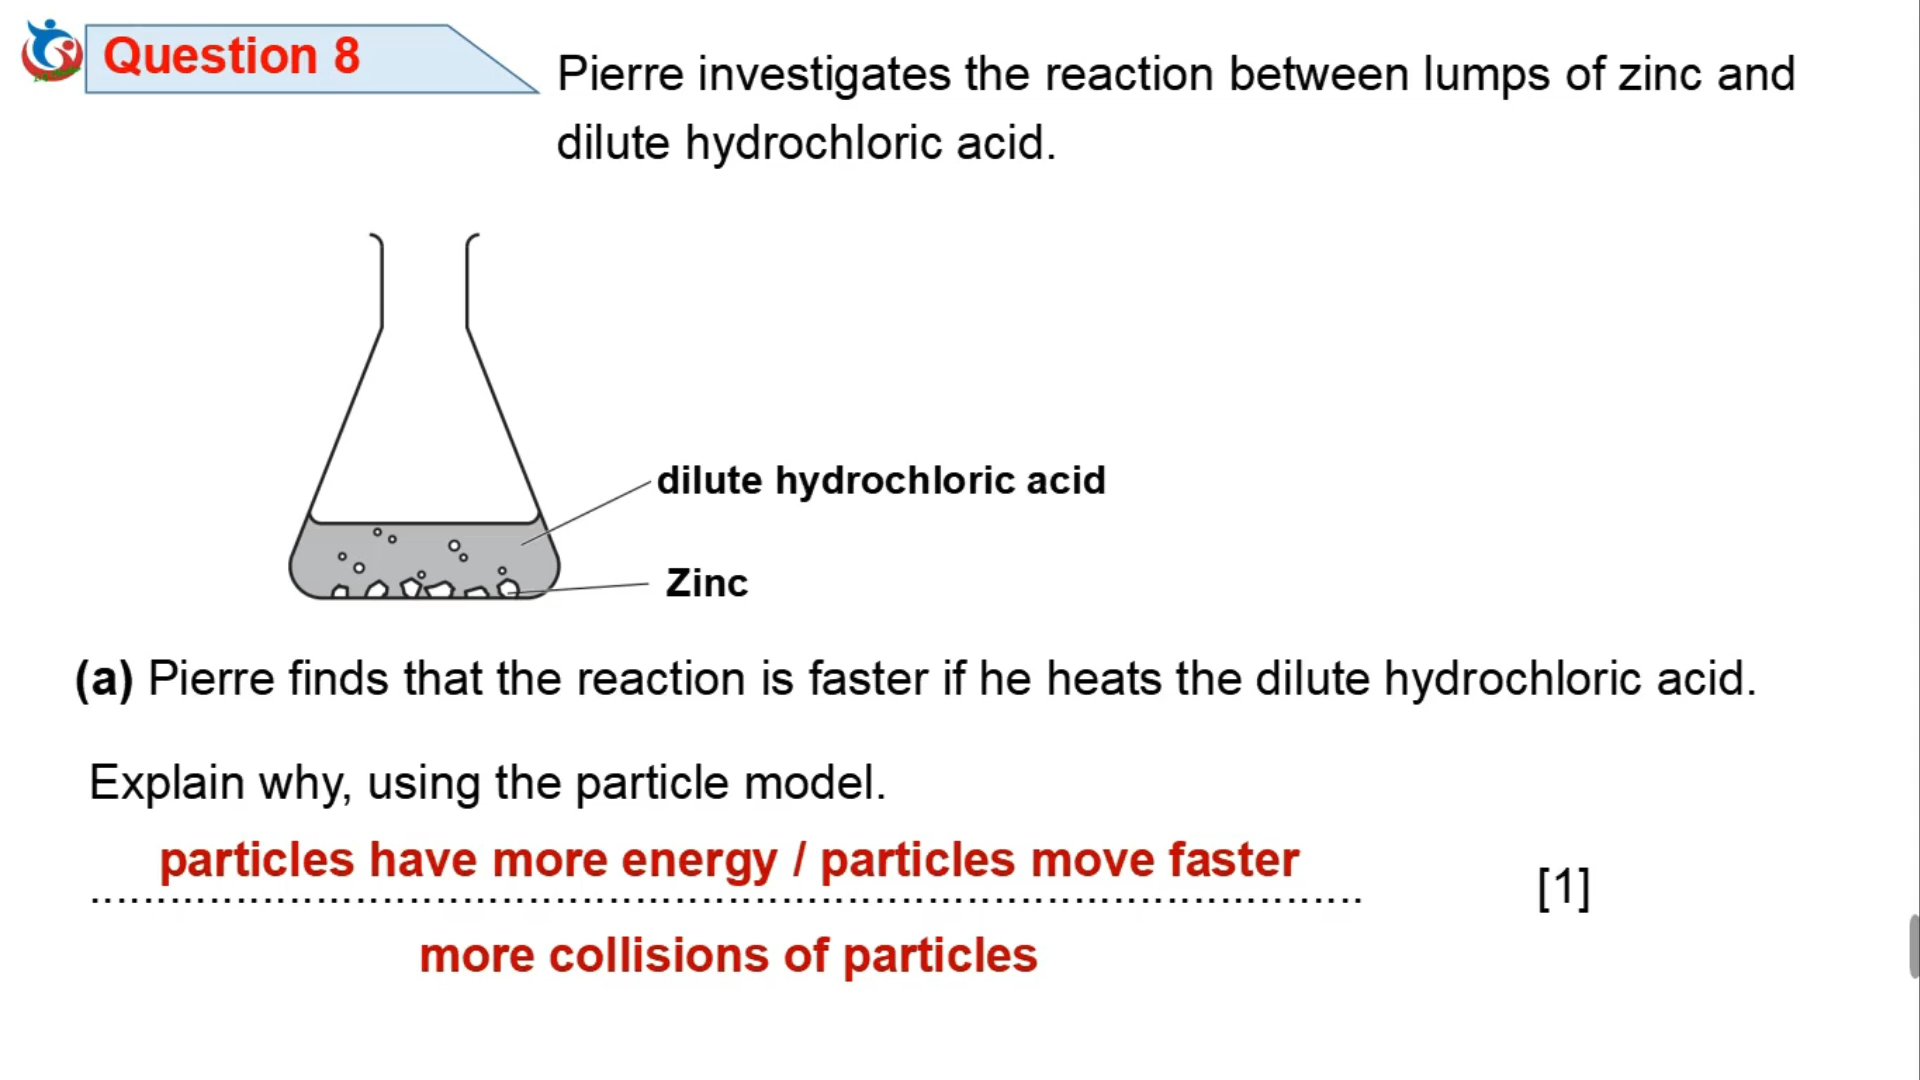 Question 8
Pierre investigates the reaction between lumps of zinc and
dilute hydrochloric acid.
dilute hydrochloric acid
Zinc
(a) Pierre finds that the reaction is faster if he heats the dilute hydrochloric acid.
Explain why, using the particle model.
particles have more energy / particles move faster
................................................................................................ [1]
more collisions of particles